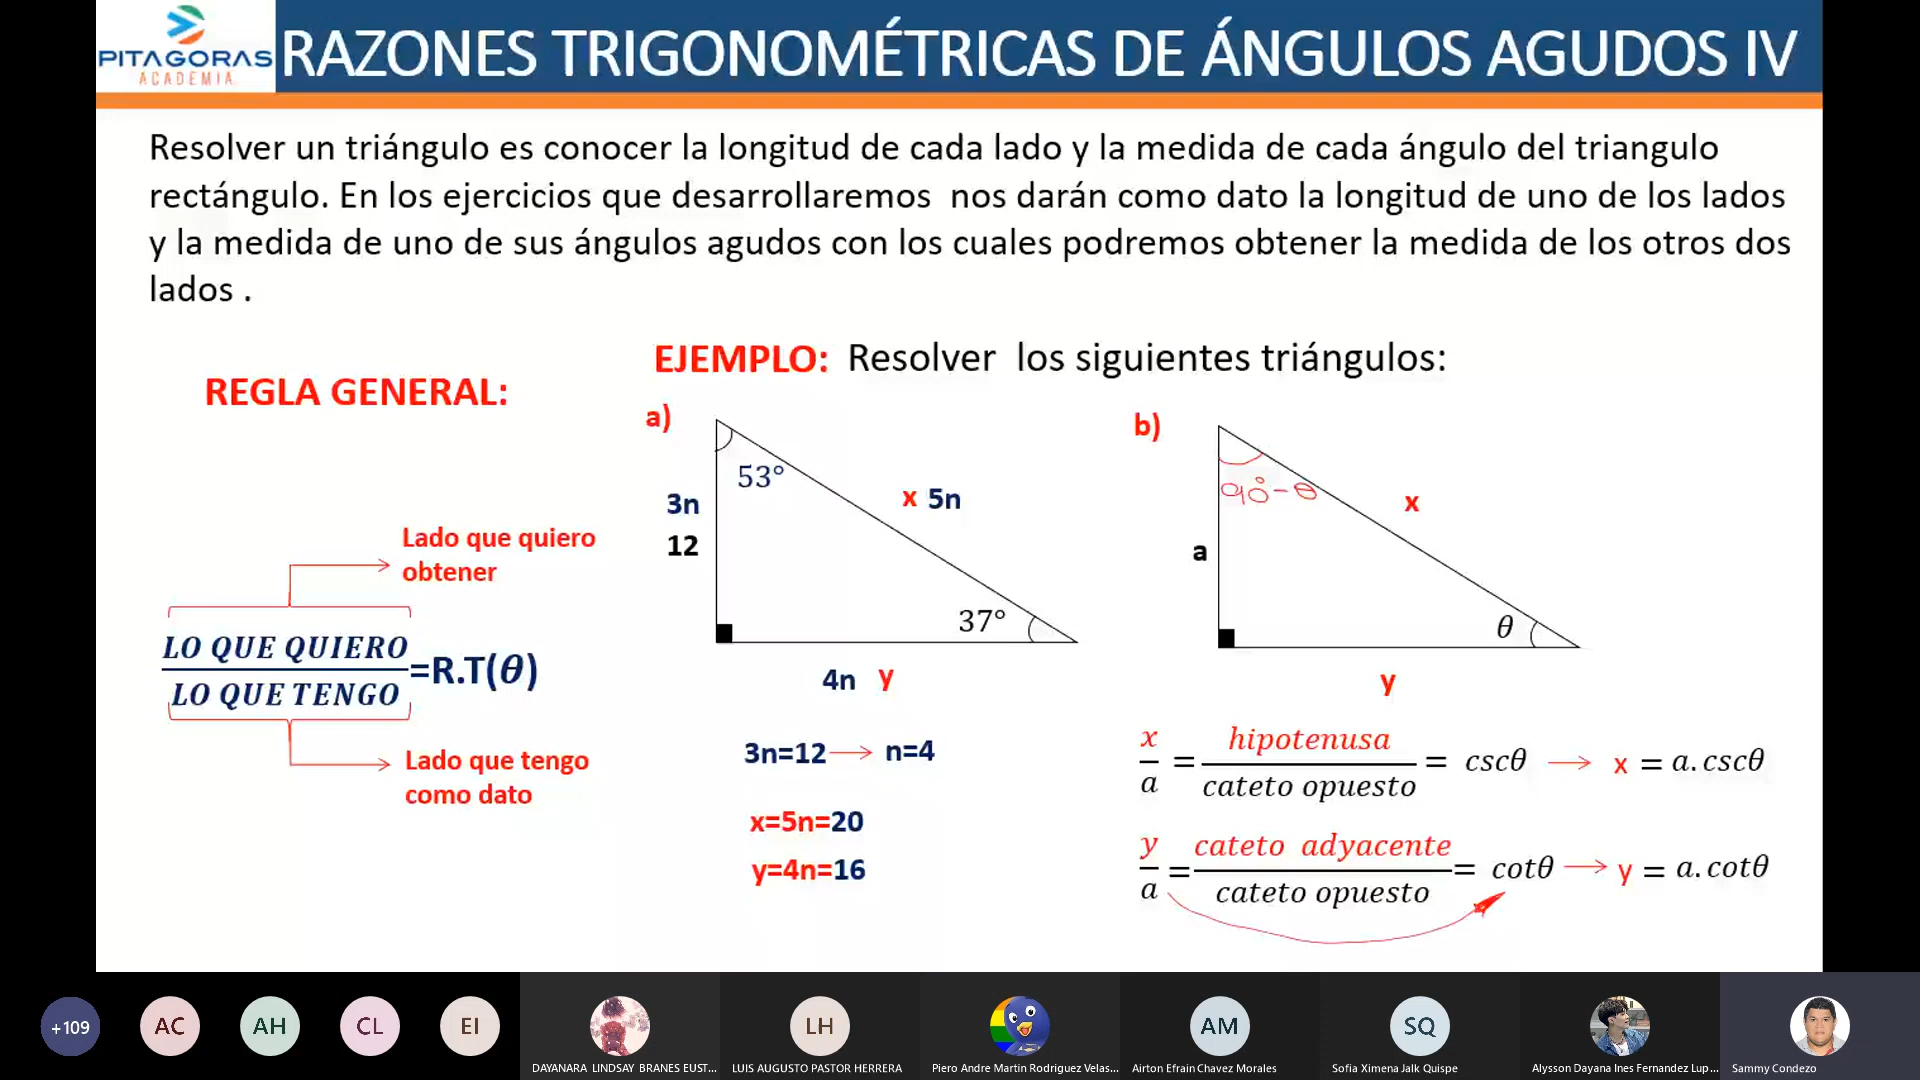 PITAGORAS
ACADEMIA
RAZONES TRIGONOMÉTRICAS DE ÁNGULOS AGUDOS IV
Resolver un triángulo es conocer la longitud de cada lado y la medida de cada ángulo del triangulo
rectángulo. En los ejercicios que desarrollaremos nos darán como dato la longitud de uno de los lados
y la medida de uno de sus ángulos agudos con los cuales podremos obtener la medida de los otros dos
lados .
REGLA GENERAL:
Lado que quiero
obtener
LO QUE QUIERO
LO QUE TENGO
=R.T(θ)
Lado que tengo
como dato
EJEMPLO: Resolver los siguientes triángulos:
a)
53°
3n
12
x 5n
37°
4n y
3n=12 → n=4
x=5n=20
y=4n=16
b)
90°-θ
x
a
θ
y
x/a = hipotenusa/cateto opuesto = cscθ → x = a.cscθ
y/a = cateto adyacente/cateto opuesto = cotθ → y = a.cotθ
+109
AC
AH
CL
EI
LH
AM
SQ
DAYANARA LINDSAY BRANES EUST...
LUIS AUGUSTO PASTOR HERRERA
Piero Andre Martin Rodriguez Velas...
Airton Efrain Chavez Morales
Sofia Ximena Jalk Quispe
Alysson Dayana Ines Fernandez Lup...
Sammy Condezo